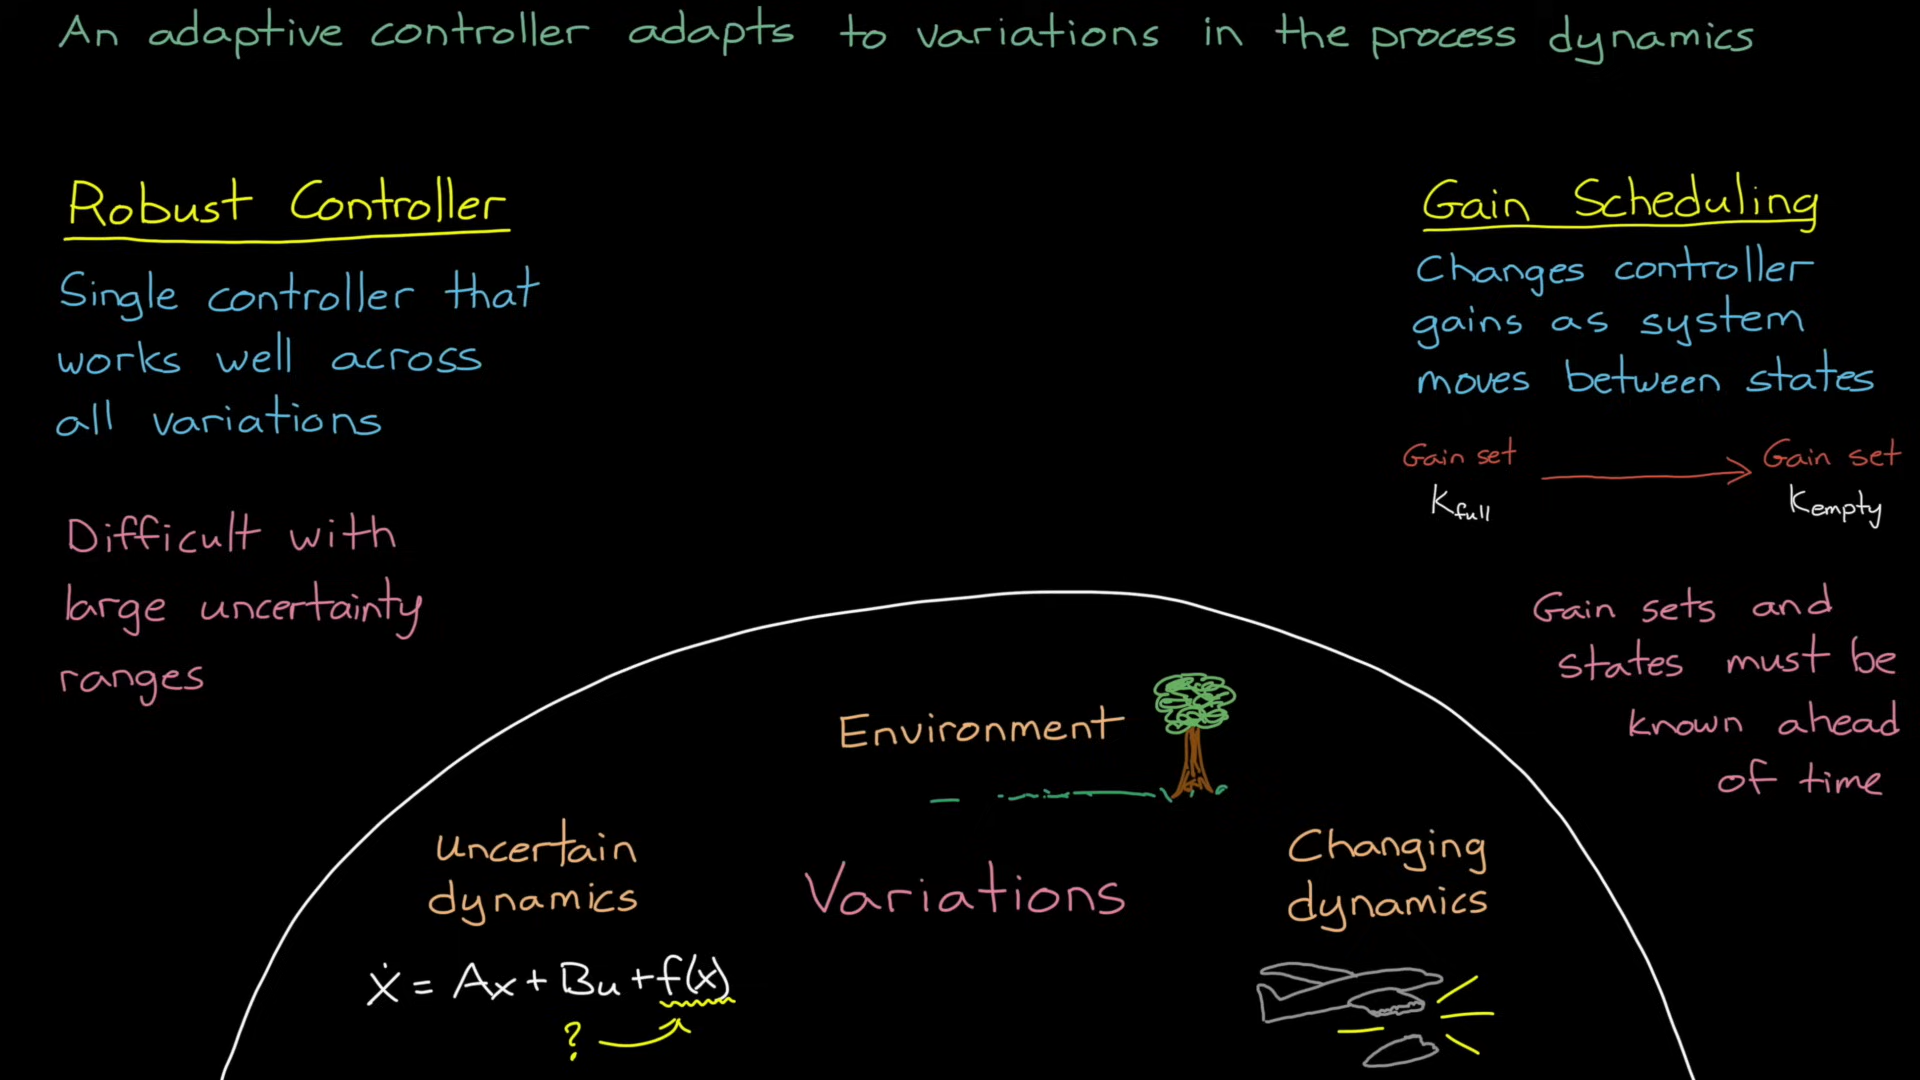 An adaptive controller adapts to variations in the process dynamics
Robust Controller
Single controller that
works well across
all variations
Difficult with
large uncertainty
ranges
Gain Scheduling
Changes controller
gains as system
moves between states
Gain set
Kfull
Gain set
Kempty
Gain sets and
states must be
known ahead
of time
Environment
Uncertain
dynamics
Variations
Changing
dynamics
ẋ = Ax + Bu + f(x)
?